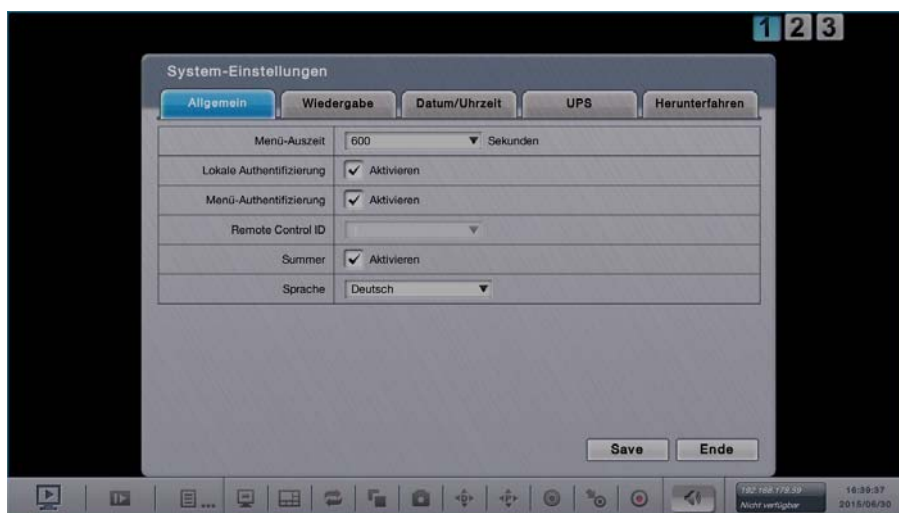 1 2 3
System-Einstellungen
Allgemein Wiedergabe Datum/Uhrzeit UPS Herunterfahren
Menü-Auszeit 600 Sekunden
Lokale Authentifizierung Aktivieren
Menü-Authentifizierung Aktivieren
Remote Control ID
Summer Aktivieren
Sprache Deutsch
Save Ende
192.168.178.59 16:39:37
Nicht verfügbar 2015/06/30